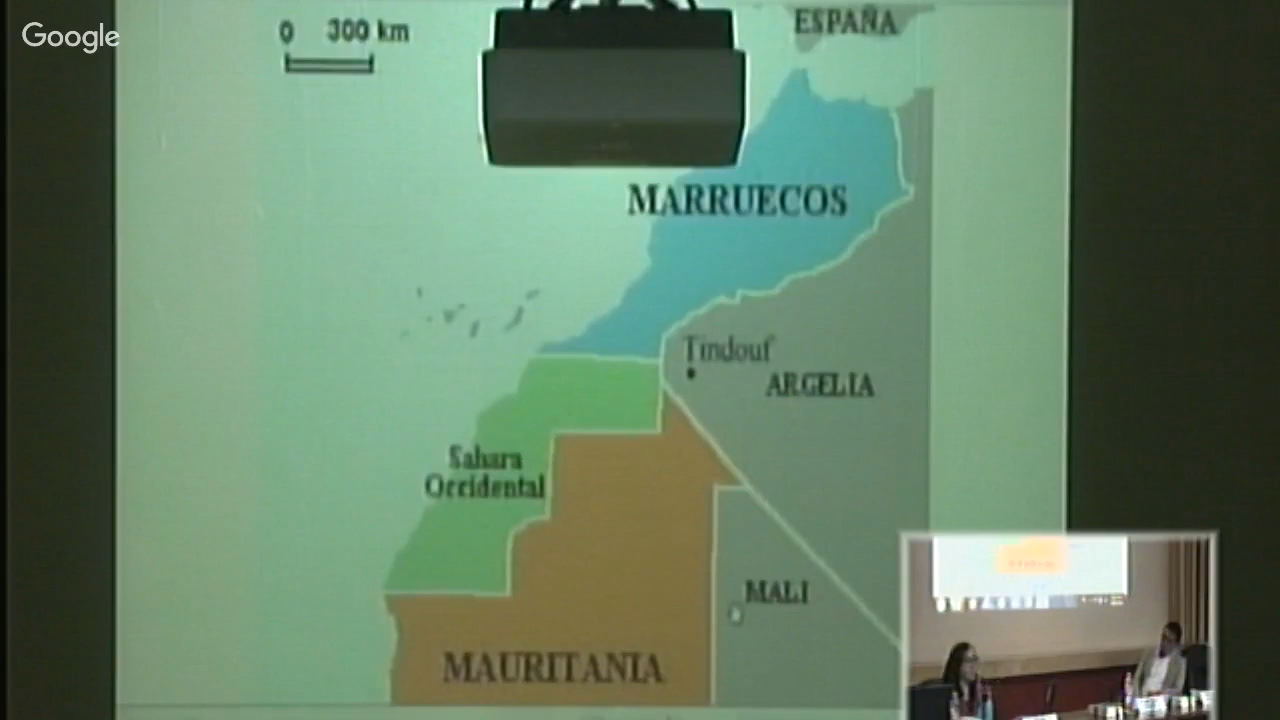 Google
0 300 km
ESPAÑA
MARRUECOS
Tindouf
ARGELIA
Sahara
Occidental
MALI
MAURITANIA